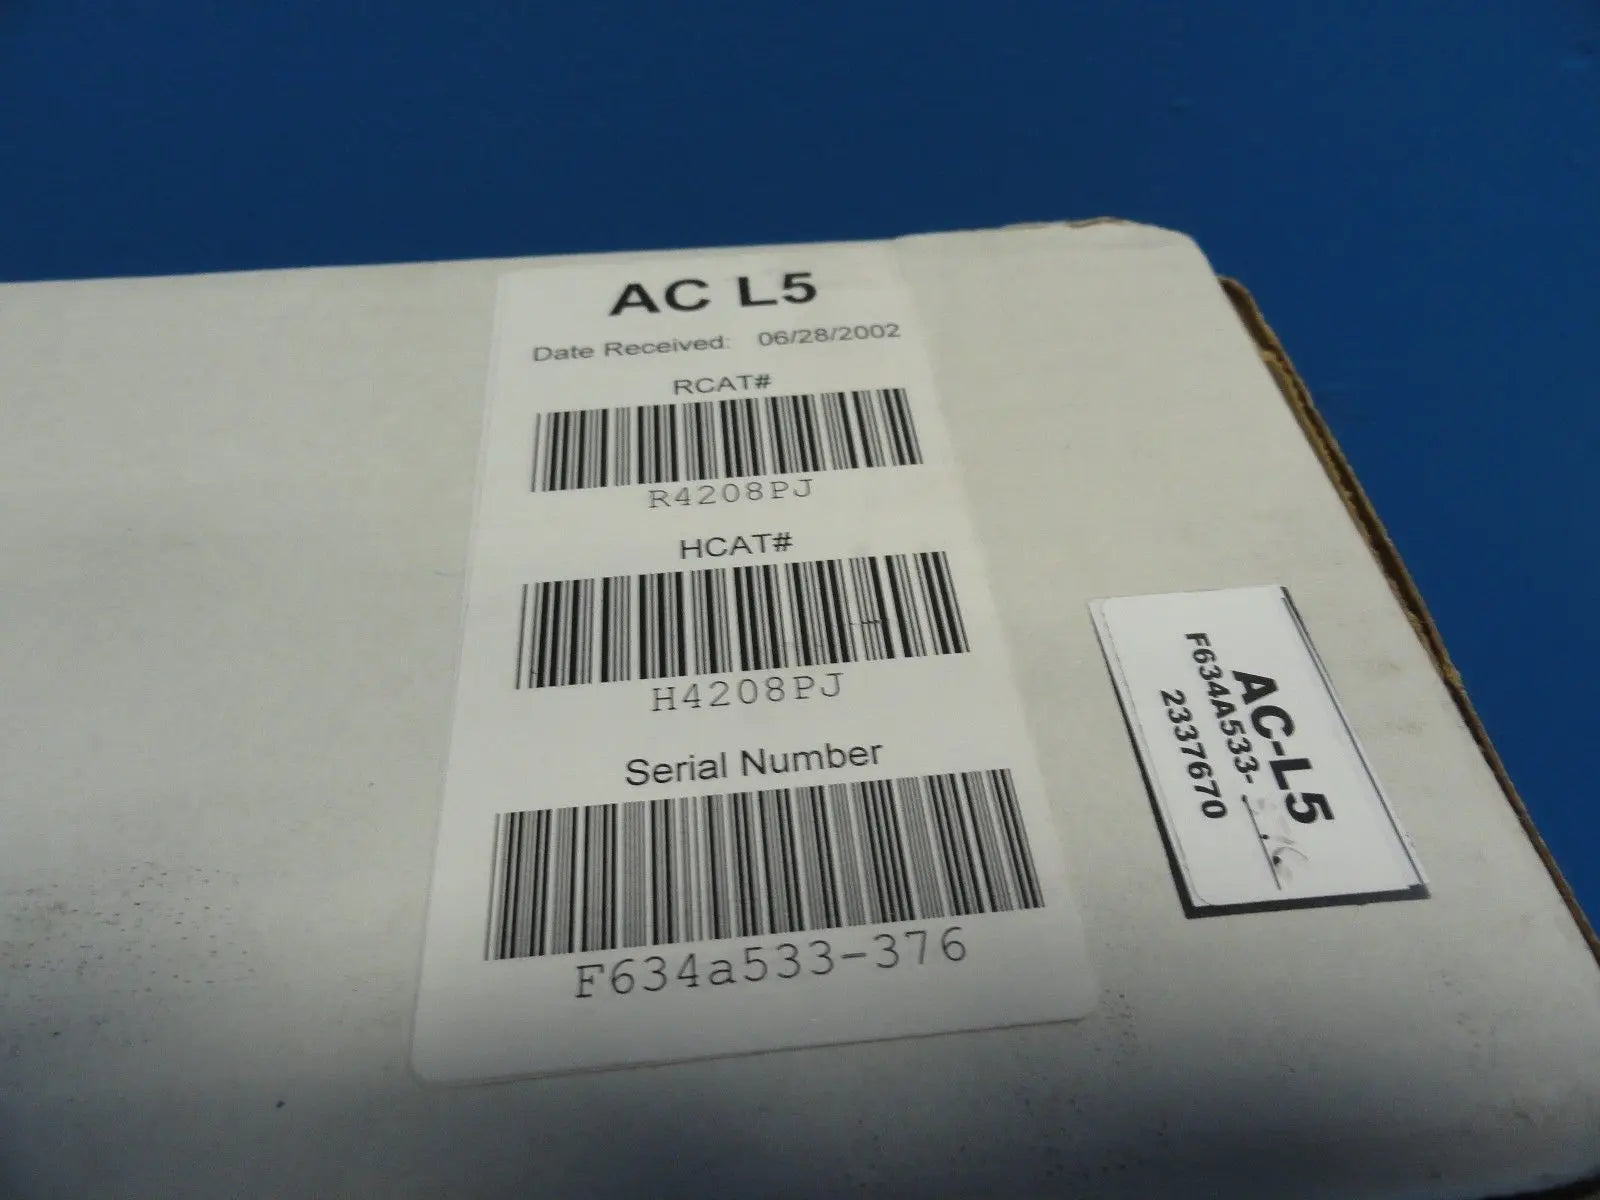 AC L5
Date Received: 06/28/2002
RCAT#
R4208PJ
HCAT#
H4208PJ
Serial Number
F634a533-376
AC-L5
F634A533-
2337670